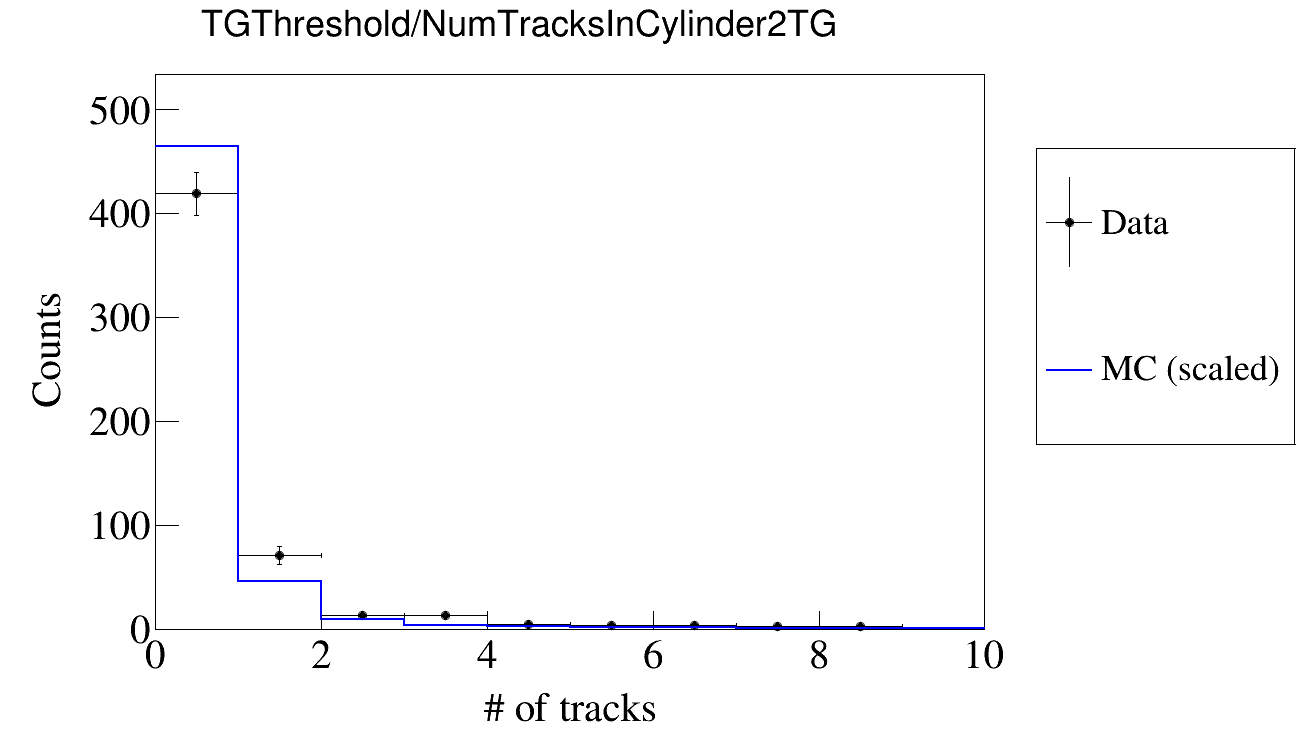 TGThreshold/NumTracksInCylinder2TG
500
400
300
200
100
0
Counts
0 2 4 6 8 10
# of tracks
Data
MC (scaled)